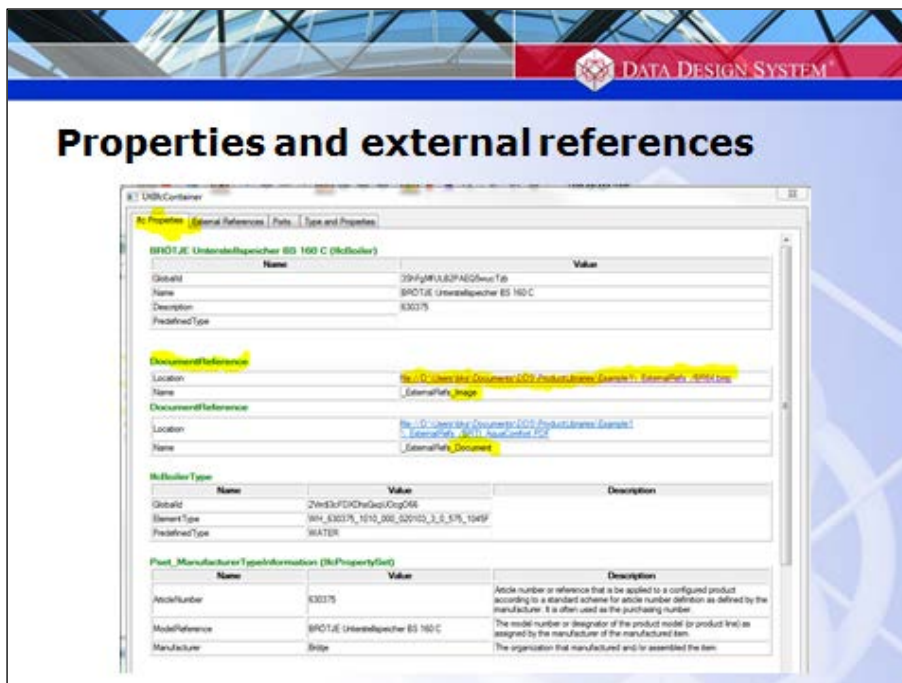 DATA DESIGN SYSTEM
Properties and external references
Ifc Properties External References Ports Type and Properties
BRÖTJE Unterstellspeicher BS 160 C (IfcBoiler)
Name Value
GlobalId
Name BRÖTJE Unterstellspeicher BS 160 C
Description 630375
PredefinedType
DocumentReference
Location
Name _ExternalRefs_Image
DocumentReference
Location
Name _ExternalRefs_Document
IfcBoilerType
Name Value Description
GlobalId
ElementType WH_630375_1010_000_020103_3_0_575_1045F
PredefinedType WATER
Pset_ManufacturerTypeInformation (IfcPropertySet)
Name Value Description
ArticleNumber 630375 Article number or reference that is be applied to a configured product
according to a standard scheme for article number definition as defined by the
manufacturer. It is often used as the purchasing number.
ModelReference BRÖTJE Unterstellspeicher BS 160 C The model number or designator of the product model (or product line) as
assigned by the manufacturer of the manufactured item.
Manufacturer Brötje The organization that manufactured and/or assembled the item.